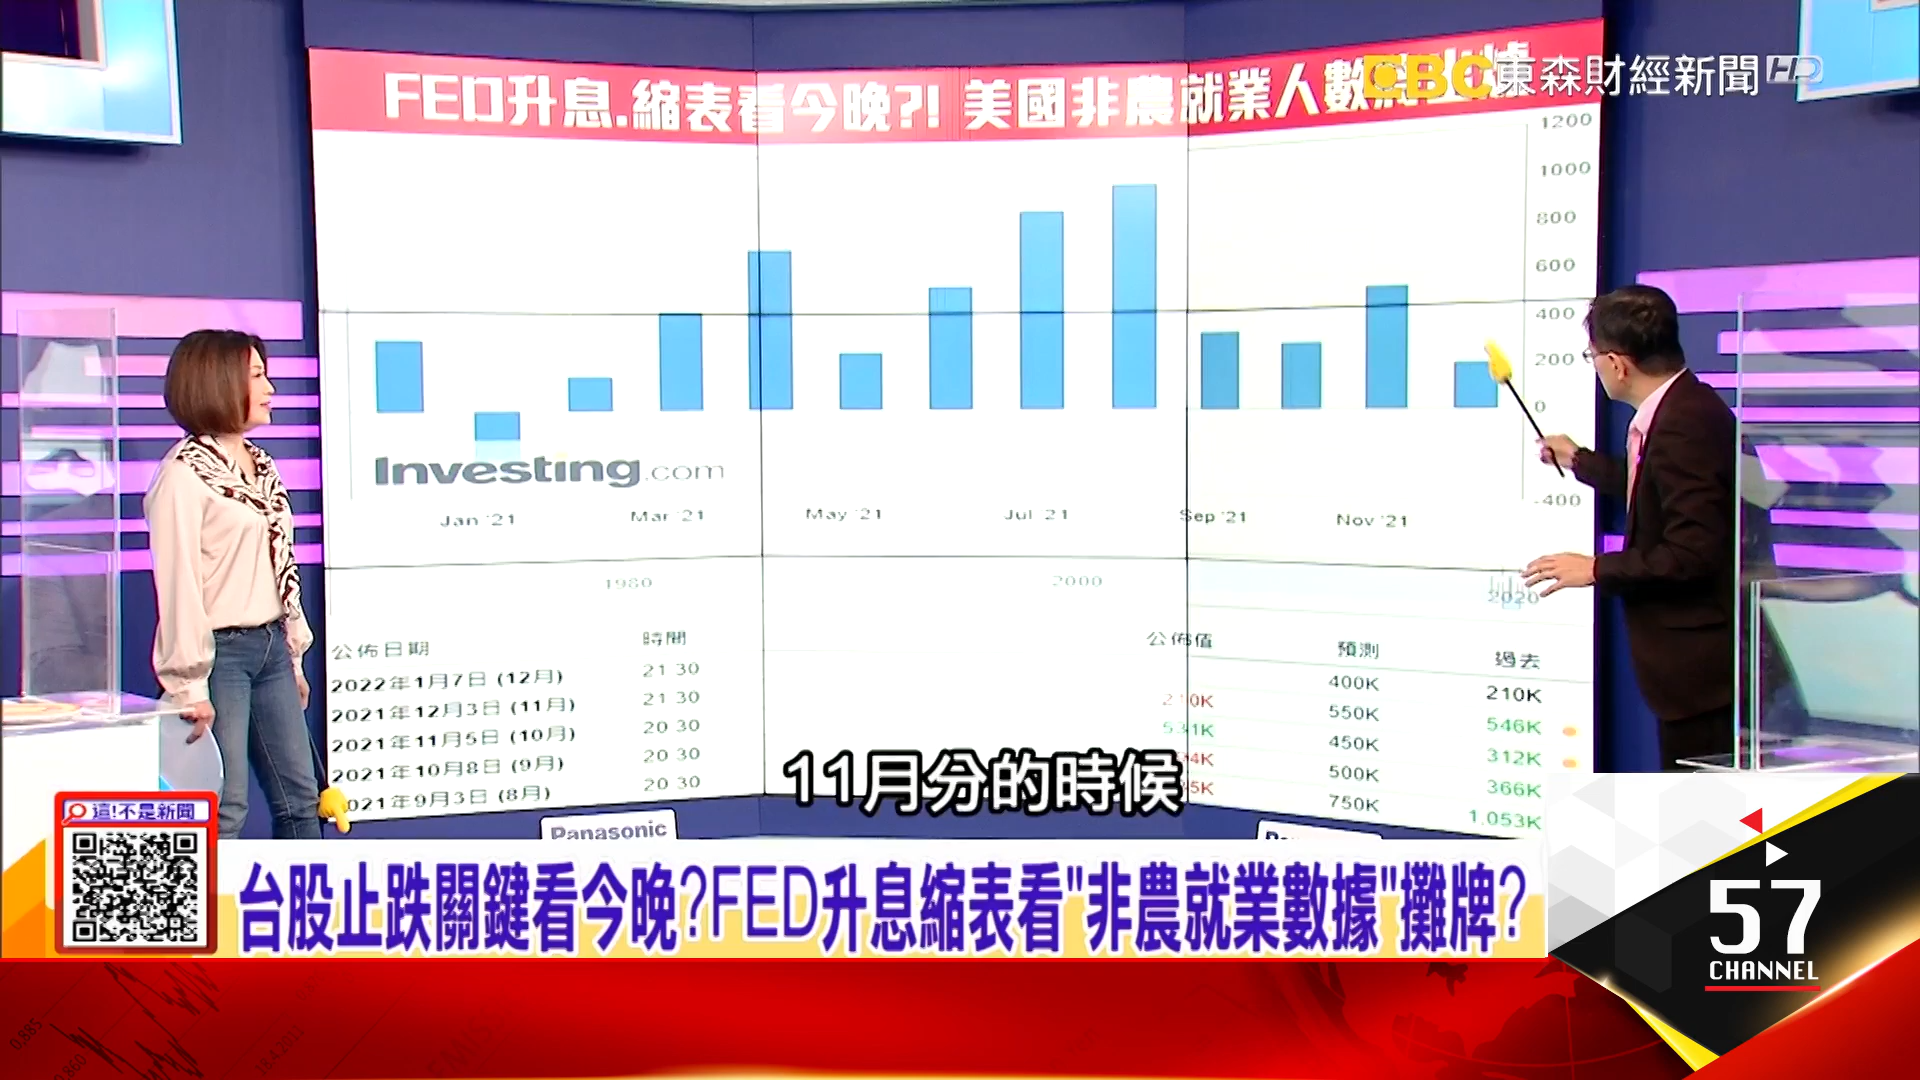 FED升息.縮表看今晚?! 美國非農就業人數
東森財經新聞 HD
1200
1000
800
600
400
200
0
-400
Investing.com
Jan '21
Mar '21
May '21
Jul '21
Sep '21
Nov '21
1980
2000
2020
公佈日期 時間 公佈值 預測 過去
2022年1月7日 (12月) 21 30 400K 210K
2021年12月3日 (11月) 21 30 210K 550K 546K
2021年11月5日 (10月) 20 30 531K 450K 312K
2021年10月8日 (9月) 20 30 500K 366K
2021年9月3日 (8月) 20 30 750K 1,053K
11月分的時候
Panasonic
這!不是新聞
台股止跌關鍵看今晚?FED升息縮表看"非農就業數據"攤牌?
57
CHANNEL